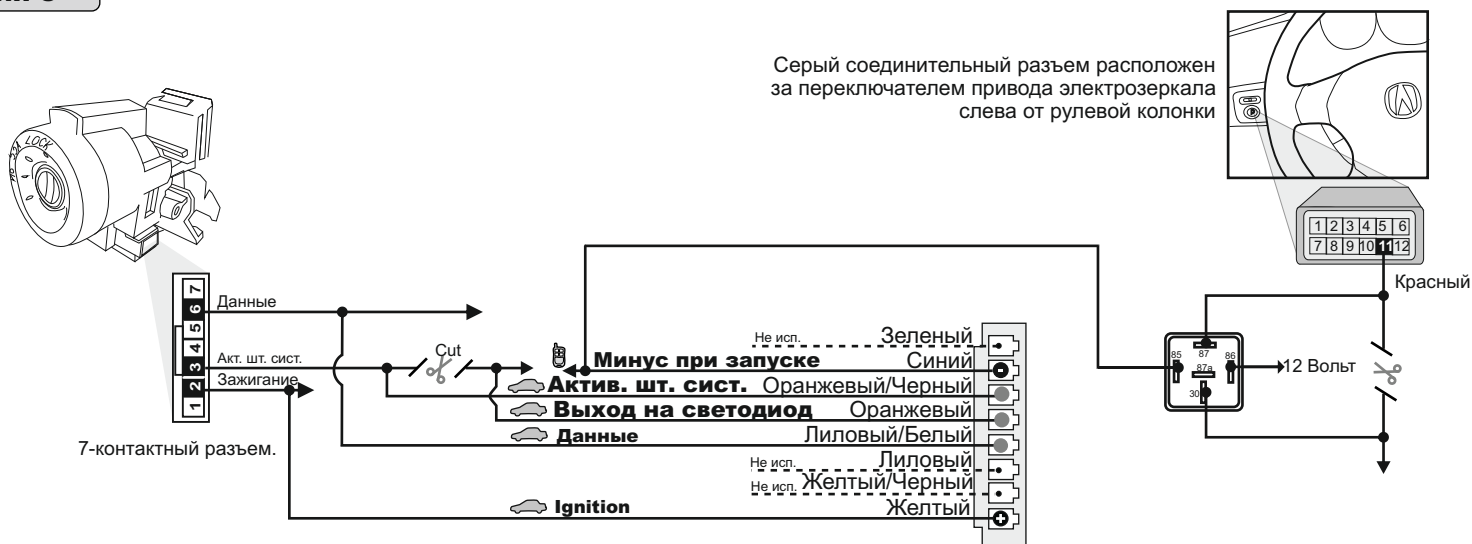 Серый соединительный разъем расположен
за переключателем привода электрозеркала
слева от рулевой колонки
LOCK
1 2 3 4 5 6
7 8 9 10 11 12
Красный
7
6
5
4
3
2
1
Данные
Акт. шт. сист.
Зажигание
7-контактный разъем.
Cut
Не исп. Зеленый
Минус при запуске Синий
Актив. шт. сист. Оранжевый/Черный
Выход на светодиод Оранжевый
Данные Лиловый/Белый
Не исп. Лиловый
Не исп. Желтый/Черный
Ignition Желтый
85 87 86
87a
30
12 Вольт